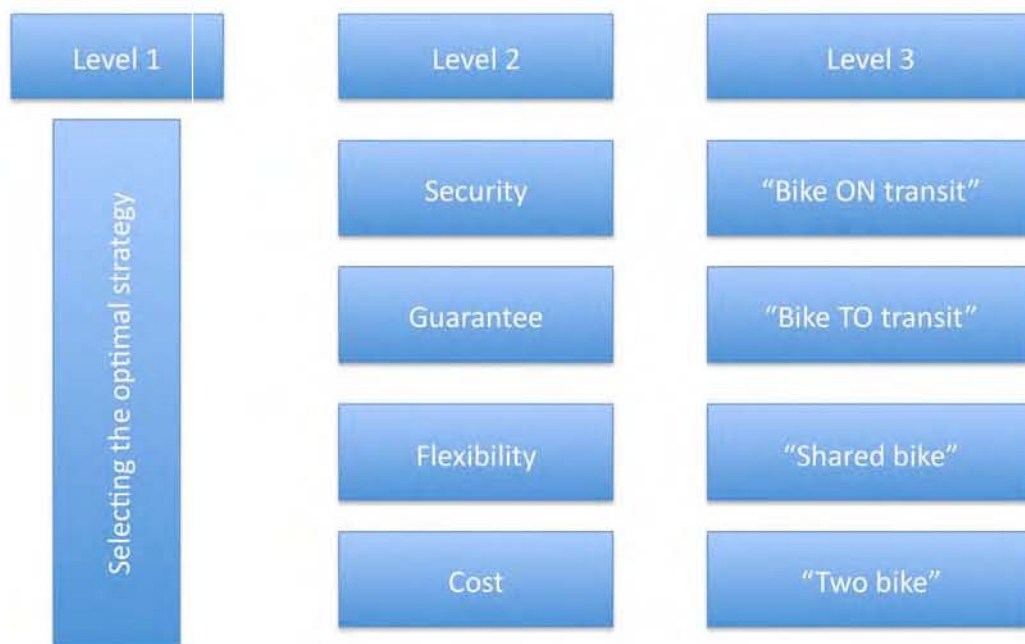 Level 1
Level 2
Level 3
Selecting the optimal strategy
Security
“Bike ON transit”
Guarantee
“Bike TO transit”
Flexibility
“Shared bike”
Cost
“Two bike”